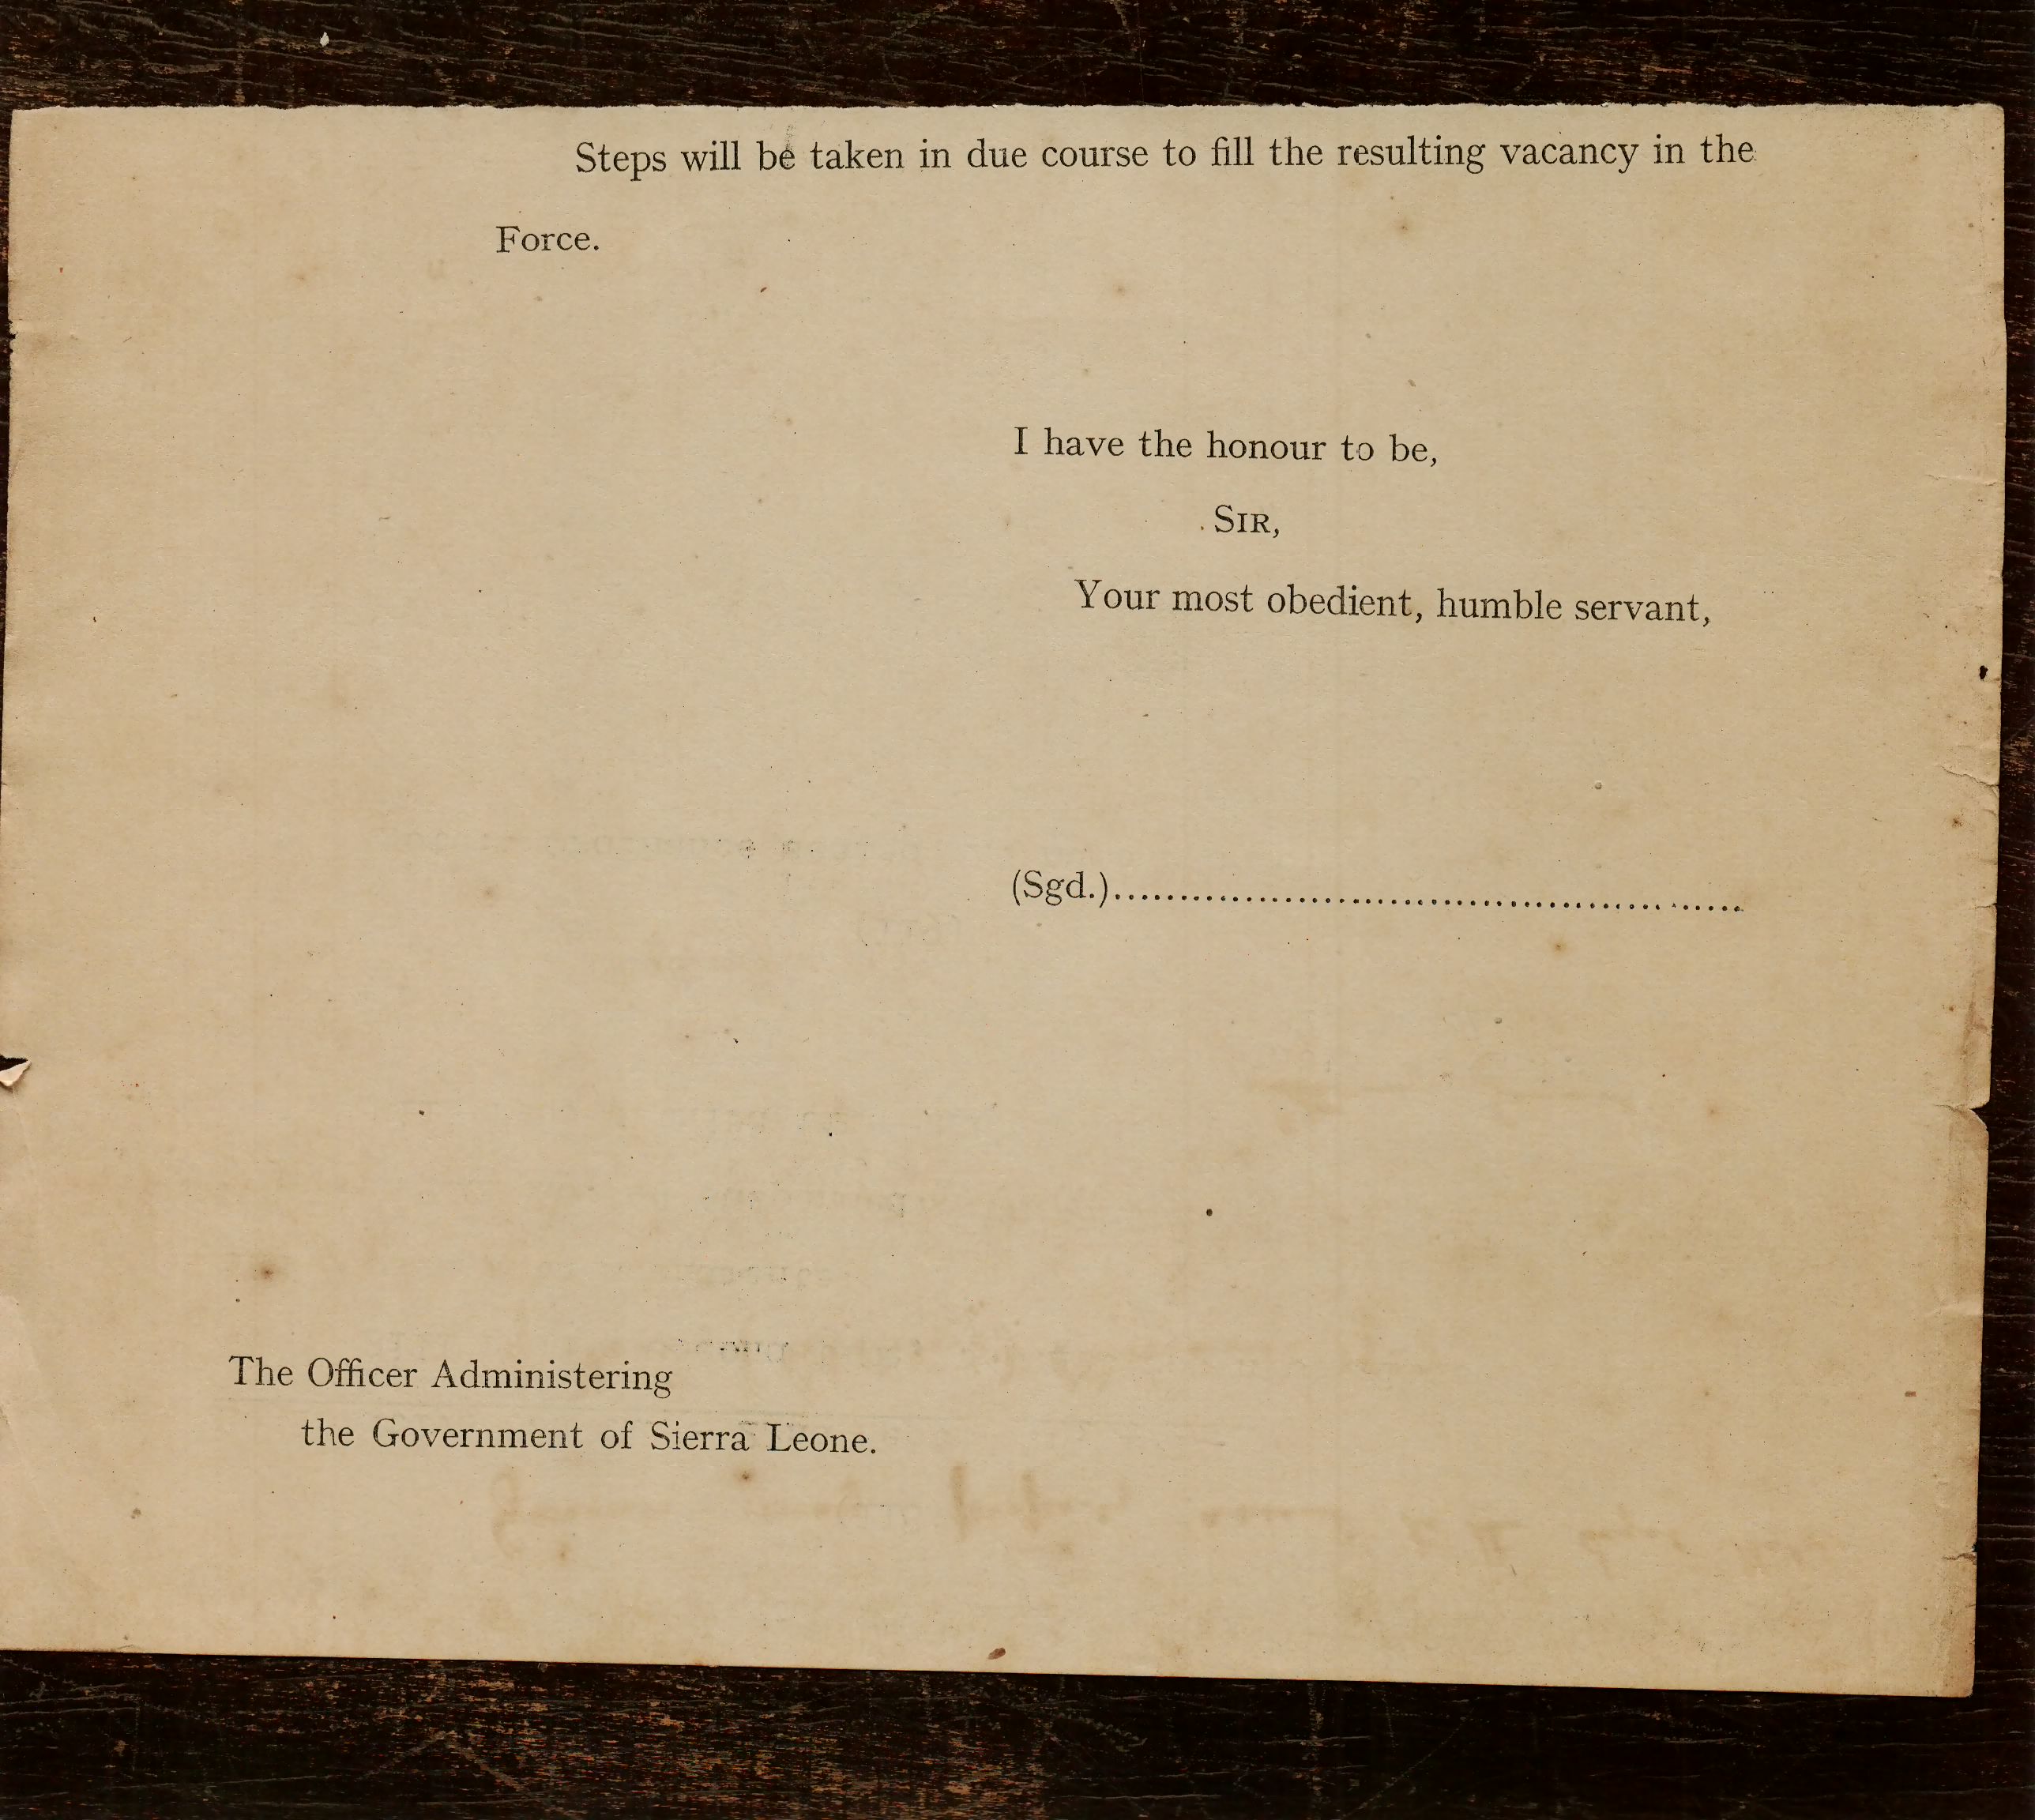 Steps will be taken in due course to fill the resulting vacancy in the
Force.
I have the honour to be,
SIR,
Your most obedient, humble servant,
(Sgd.)................................................
The Officer Administering
the Government of Sierra Leone.